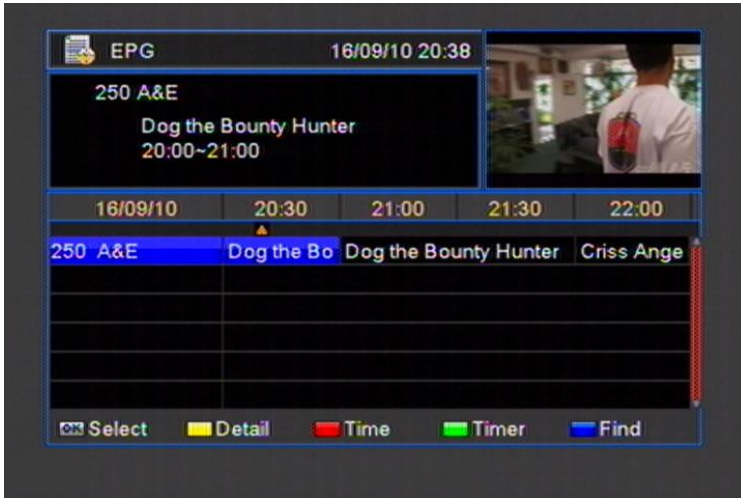 EPG 16/09/10 20:38
250 A&E
Dog the Bounty Hunter
20:00~21:00
16/09/10 20:30 21:00 21:30 22:00
250 A&E Dog the Bo Dog the Bounty Hunter Criss Ange
OK Select Detail Time Timer Find